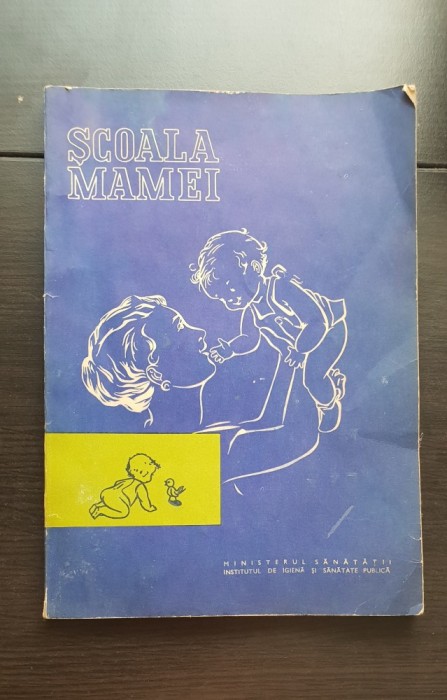 ȘCOALA
MAMEI
MINISTERUL SĂNĂTĂȚII
INSTITUTUL DE IGIENĂ ȘI SĂNĂTATE PUBLICĂ